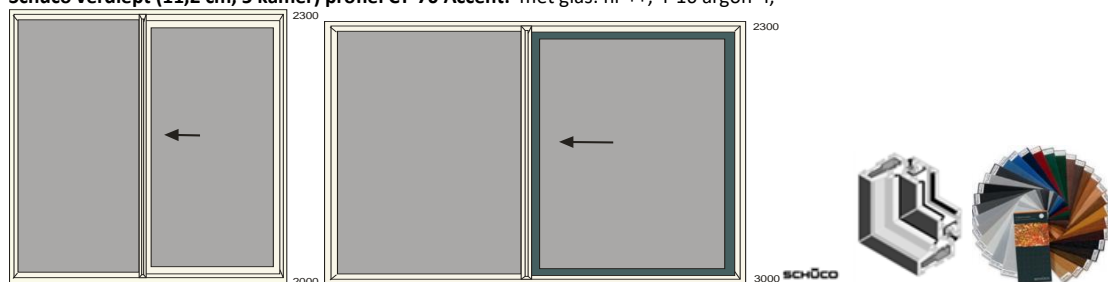 Schüco verdiept (11,2 cm, 5 kamer) profiel CT 70 Accent. met glas: hr ++, 4-16 argon-4,
2300
2300
2000
3000
SCHÜCO